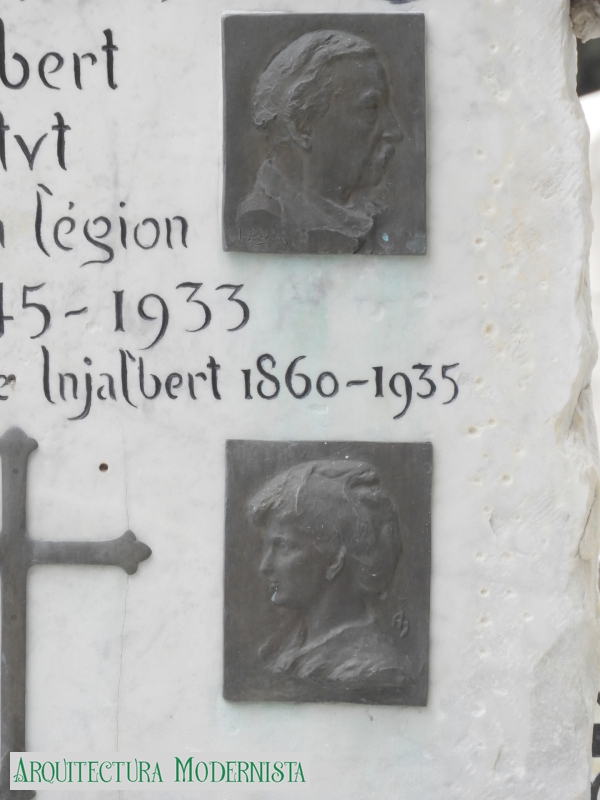 bert
tvt
légion
45-1933
Injalbert 1860-1935
Arquitectura Modernista